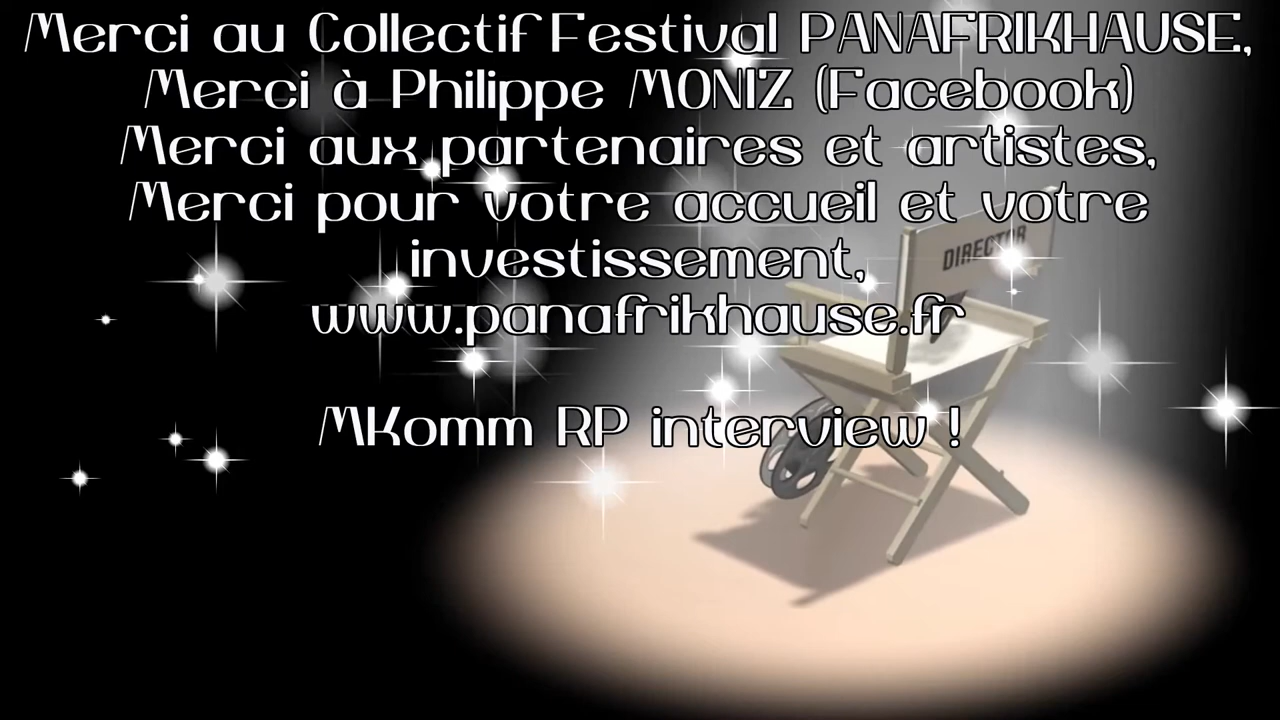 Merci au Collectif Festival PANAFRIKHAUSE,
Merci à Philippe MONIZ (Facebook)
Merci aux partenaires et artistes,
Merci pour votre accueil et votre
investissement,
www.panafrikhause.fr
MKomm RP interview !
DIRECTOR